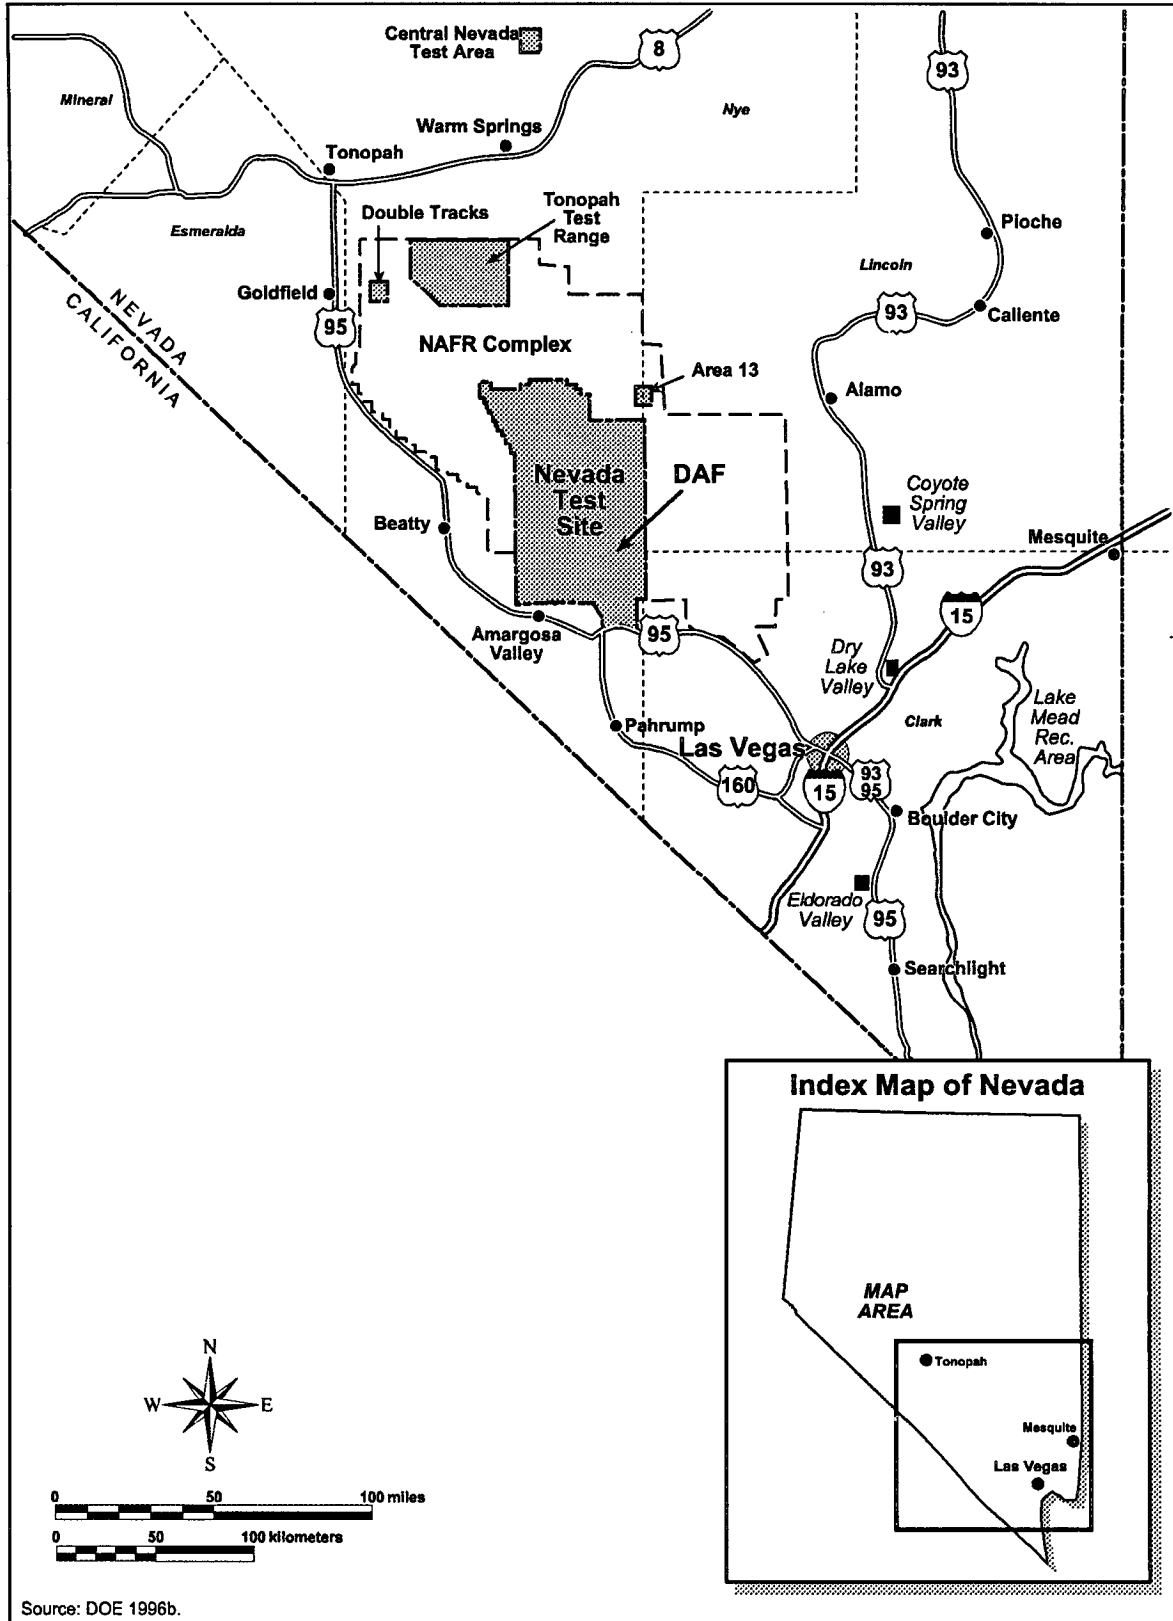 Central Nevada
Test Area
8
93
Mineral
Nye
Warm Springs
Tonopah
Tonopah
Test
Range
Double Tracks
Esmeralda
Pioche
Lincoln
Goldfield
NEVADA
CALIFORNIA
95
93
Caliente
NAFR Complex
Area 13
Alamo
Nevada
Test
Site
DAF
Coyote
Spring
Valley
Beatty
Mesquite
93
15
Amargosa
Valley
95
Dry
Lake
Valley
Lake
Mead
Rec.
Area
Clark
Pahrump
Las Vegas
160
15
93
95
Boulder City
Eldorado
Valley
95
Searchlight
Index Map of Nevada
MAP
AREA
Tonopah
Mesquite
Las Vegas
N
W E
S
0 50 100 miles
0 50 100 kilometers
Source: DOE 1996b.